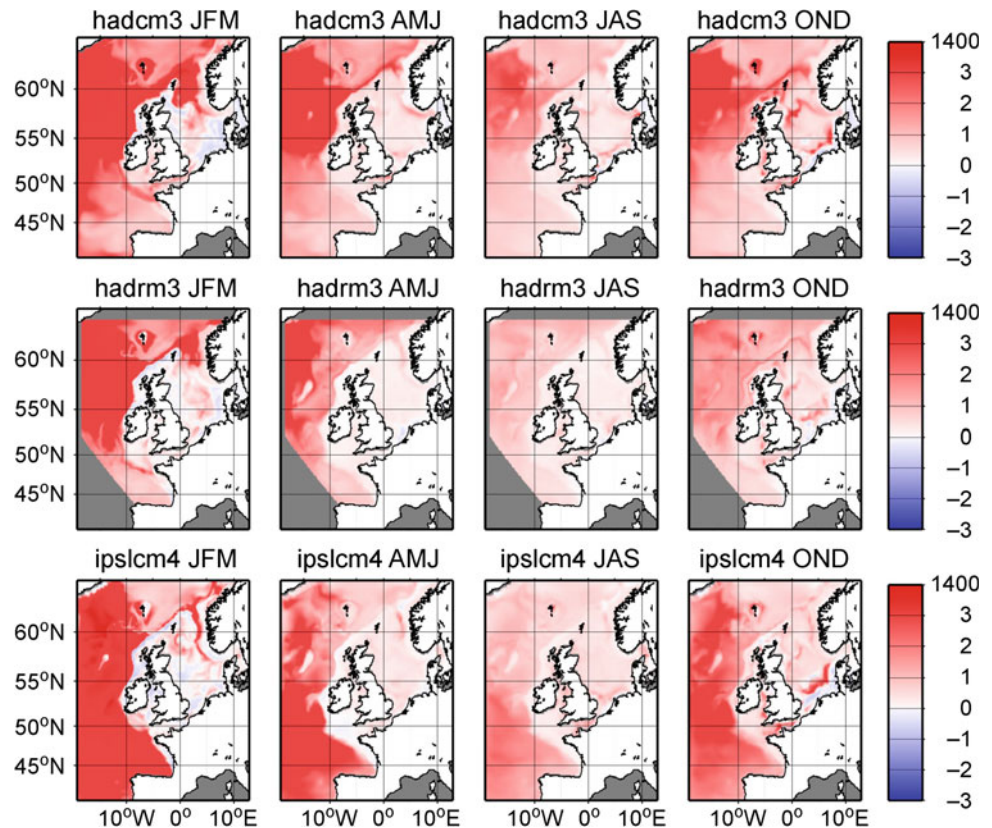 hadcm3 JFM hadcm3 AMJ hadcm3 JAS hadcm3 OND
1400
60°N 3
2
55°N 1
0
50°N −1
45°N −2
−3
hadrm3 JFM hadrm3 AMJ hadrm3 JAS hadrm3 OND
1400
60°N 3
2
55°N 1
0
50°N −1
45°N −2
−3
ipslcm4 JFM ipslcm4 AMJ ipslcm4 JAS ipslcm4 OND
1400
60°N 3
2
55°N 1
0
50°N −1
45°N −2
−3
10°W 0° 10°E 10°W 0° 10°E 10°W 0° 10°E 10°W 0° 10°E